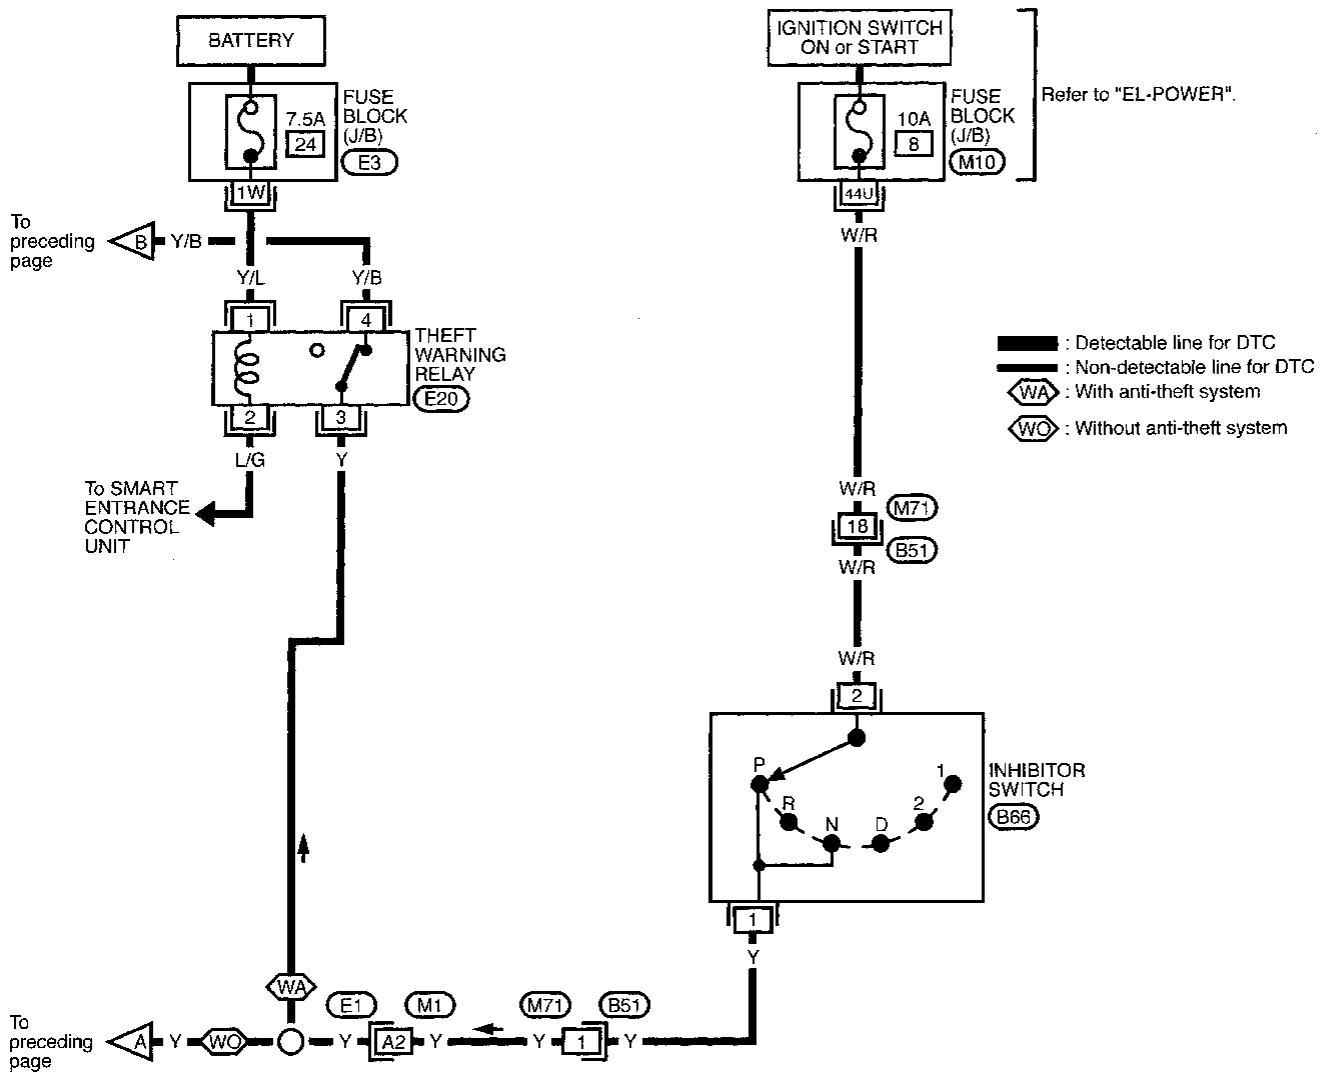 BATTERY
7.5A
24
FUSE
BLOCK
(J/B)
E3
1W
To
preceding
page
B
Y/B
Y/L
Y/B
1
4
THEFT
WARNING
RELAY
E20
2
3
L/G
Y
To SMART
ENTRANCE
CONTROL
UNIT
IGNITION SWITCH
ON or START
10A
8
FUSE
BLOCK
(J/B)
M10
Refer to "EL-POWER".
44U
W/R
W/R
M71
18
B51
W/R
W/R
2
: Detectable line for DTC
: Non-detectable line for DTC
WA : With anti-theft system
WO : Without anti-theft system
P
R
N
D
2
1
INHIBITOR
SWITCH
B66
1
Y
WA
E1
M1
M71
B51
To
preceding
page
A
Y
WO
Y
A2
Y
Y
1
Y